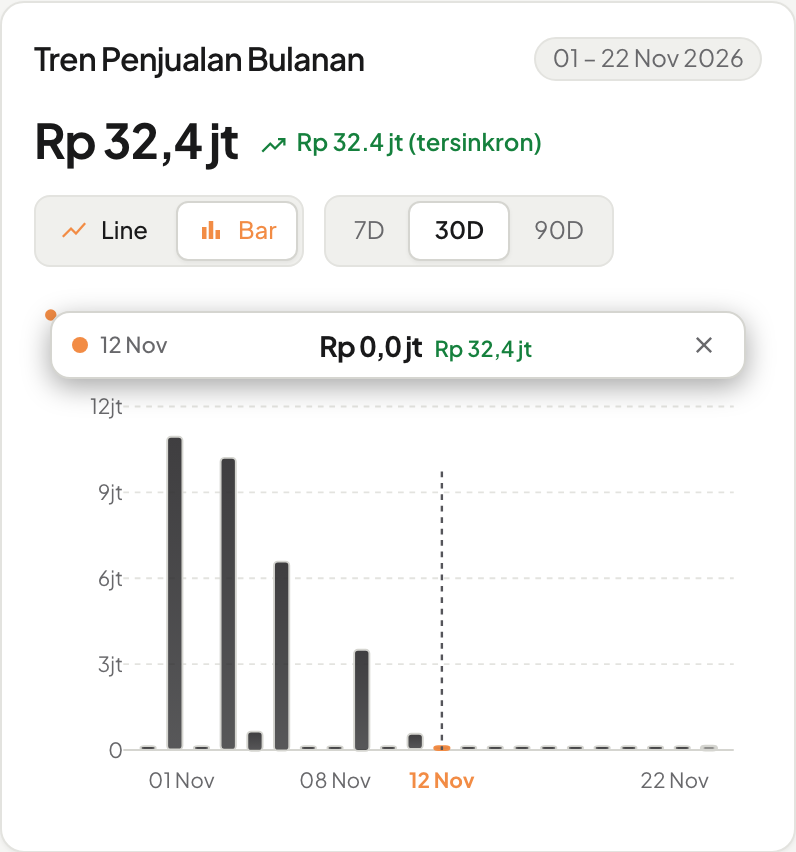 Tren Penjualan Bulanan
01 – 22 Nov 2026
Rp 32,4 jt
Rp 32.4 jt (tersinkron)
Line
Bar
7D
30D
90D
12 Nov
Rp 0,0 jt
Rp 32,4 jt
12jt
9jt
6jt
3jt
0
01 Nov
08 Nov
12 Nov
22 Nov